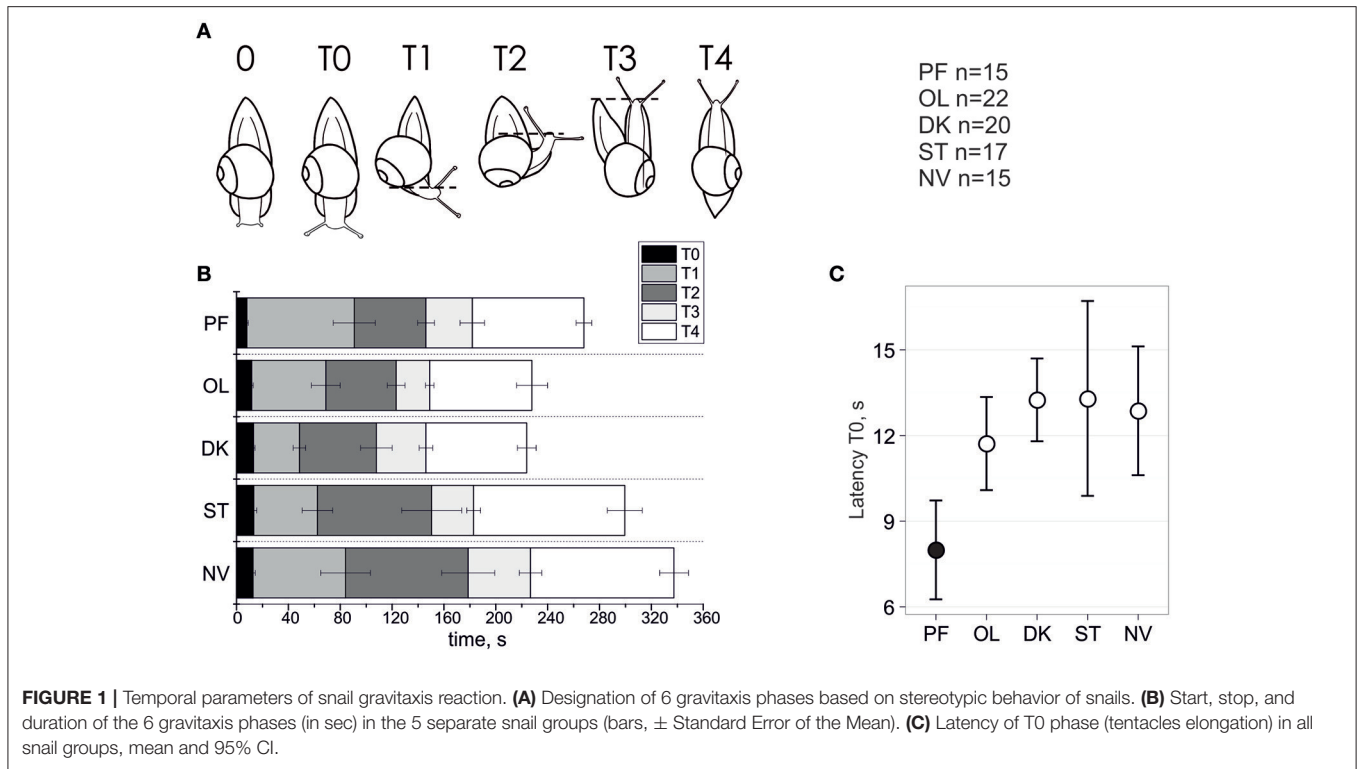 A
0 T0 T1 T2 T3 T4
PF n=15
OL n=22
DK n=20
ST n=17
NV n=15
B
T0
T1
T2
T3
T4
PF
OL
DK
ST
NV
0 40 80 120 160 200 240 280 320 360
time, s
C
Latency T0, s
15
12
9
6
PF OL DK ST NV
FIGURE 1 | Temporal parameters of snail gravitaxis reaction. (A) Designation of 6 gravitaxis phases based on stereotypic behavior of snails. (B) Start, stop, and
duration of the 6 gravitaxis phases (in sec) in the 5 separate snail groups (bars, ± Standard Error of the Mean). (C) Latency of T0 phase (tentacles elongation) in all
snail groups, mean and 95% CI.